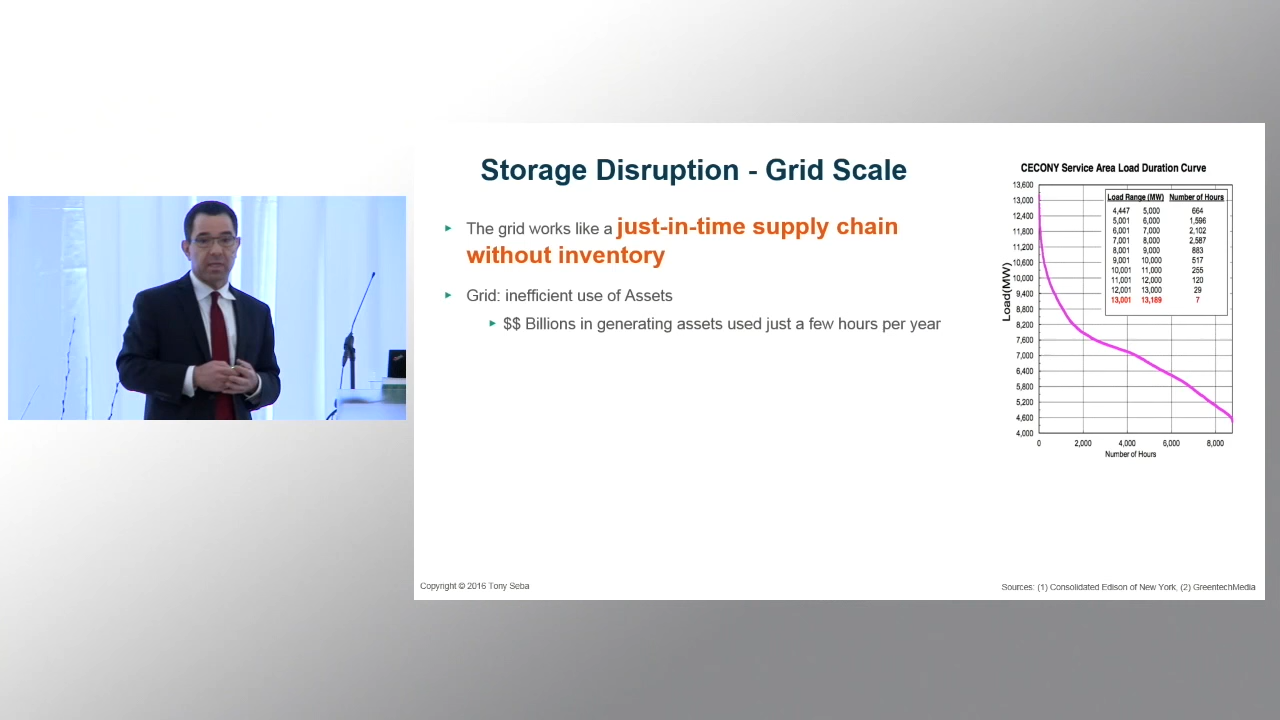 Storage Disruption - Grid Scale
The grid works like a just-in-time supply chain
without inventory
Grid: inefficient use of Assets
$$ Billions in generating assets used just a few hours per year
CECONY Service Area Load Duration Curve
Load(MW)
13,600
13,000
12,400
11,800
11,200
10,600
10,000
9,400
8,800
8,200
7,600
7,000
6,400
5,800
5,200
4,600
4,000
Load Range (MW) Number of Hours
4,447 5,000 664
5,001 6,000 1,596
6,001 7,000 2,102
7,001 8,000 2,587
8,001 9,000 883
9,001 10,000 517
10,001 11,000 255
11,001 12,000 120
12,001 13,000 29
13,001 13,189 7
0 2,000 4,000 6,000 8,000
Number of Hours
Copyright © 2016 Tony Seba
Sources: (1) Consolidated Edison of New York, (2) GreentechMedia